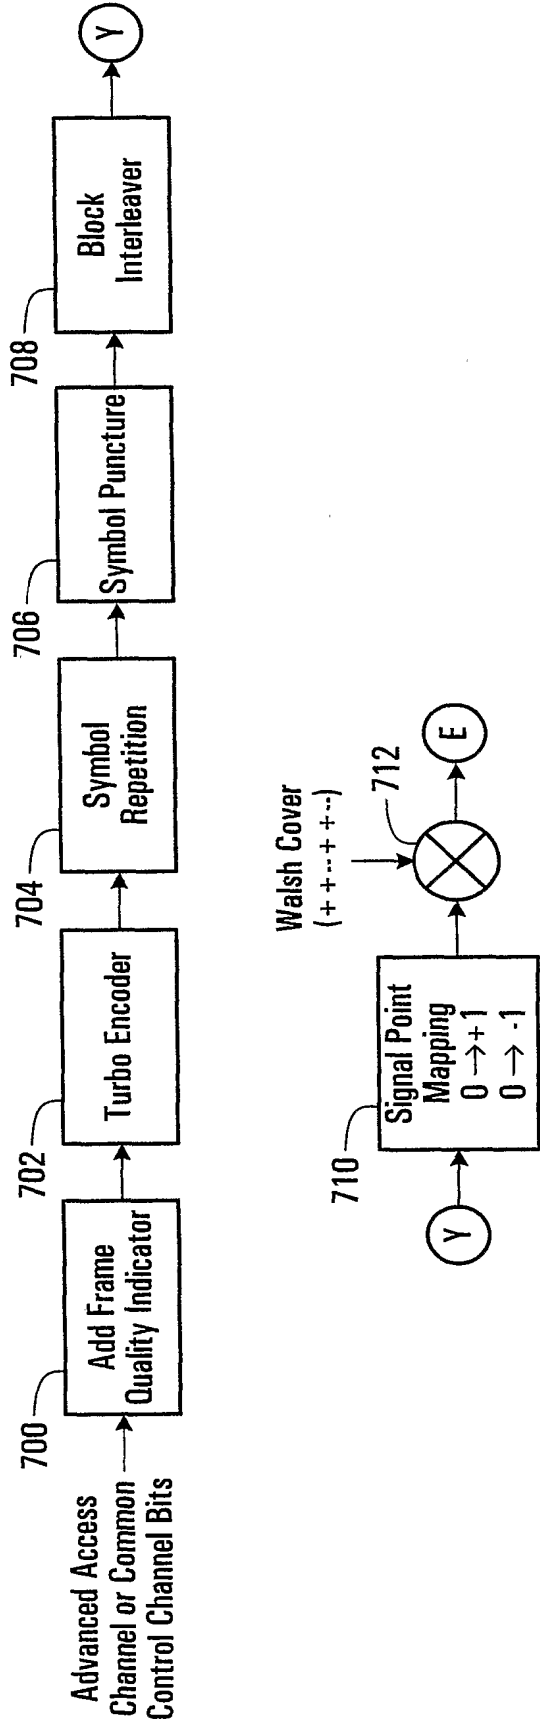 Advanced Access
Channel or Common
Control Channel Bits
700
Add Frame
Quality Indicator
702
Turbo Encoder
704
Symbol
Repetition
706
Symbol Puncture
708
Block
Interleaver
Y
Y
710
Signal Point
Mapping
0 → +1
0 → -1
Walsh Cover
(+ + -- + + --)
712
E